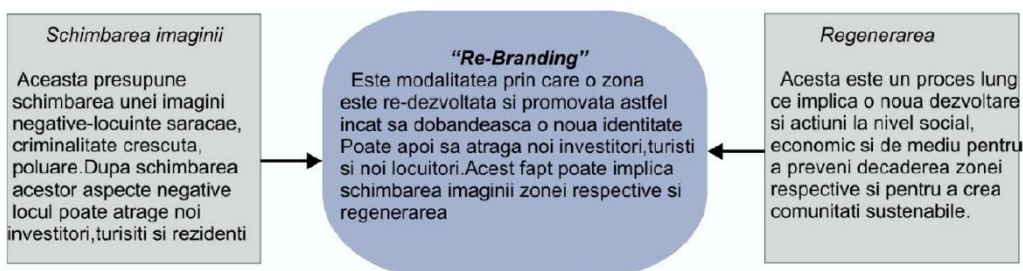 Schimbarea imaginii
Aceasta presupune
schimbarea unei imagini
negative-locuinte saracae,
criminalitate crescuta,
poluare.Dupa schimbarea
acestor aspecte negative
locul poate atrage noi
investitori,turisiti si rezidenti
“Re-Branding”
Este modalitatea prin care o zona
este re-dezvoltata si promovata astfel
incat sa dobandeasca o noua identitate
Poate apoi sa atraga noi investitori,turisti
si noi locuitori.Acest fapt poate implica
schimbarea imaginii zonei respective si
regenerarea
Regenerarea
Acesta este un proces lung
ce implica o noua dezvoltare
si actiuni la nivel social,
economic si de mediu pentru
a preveni decaderea zonei
respective si pentru a crea
comunitati sustenabile.